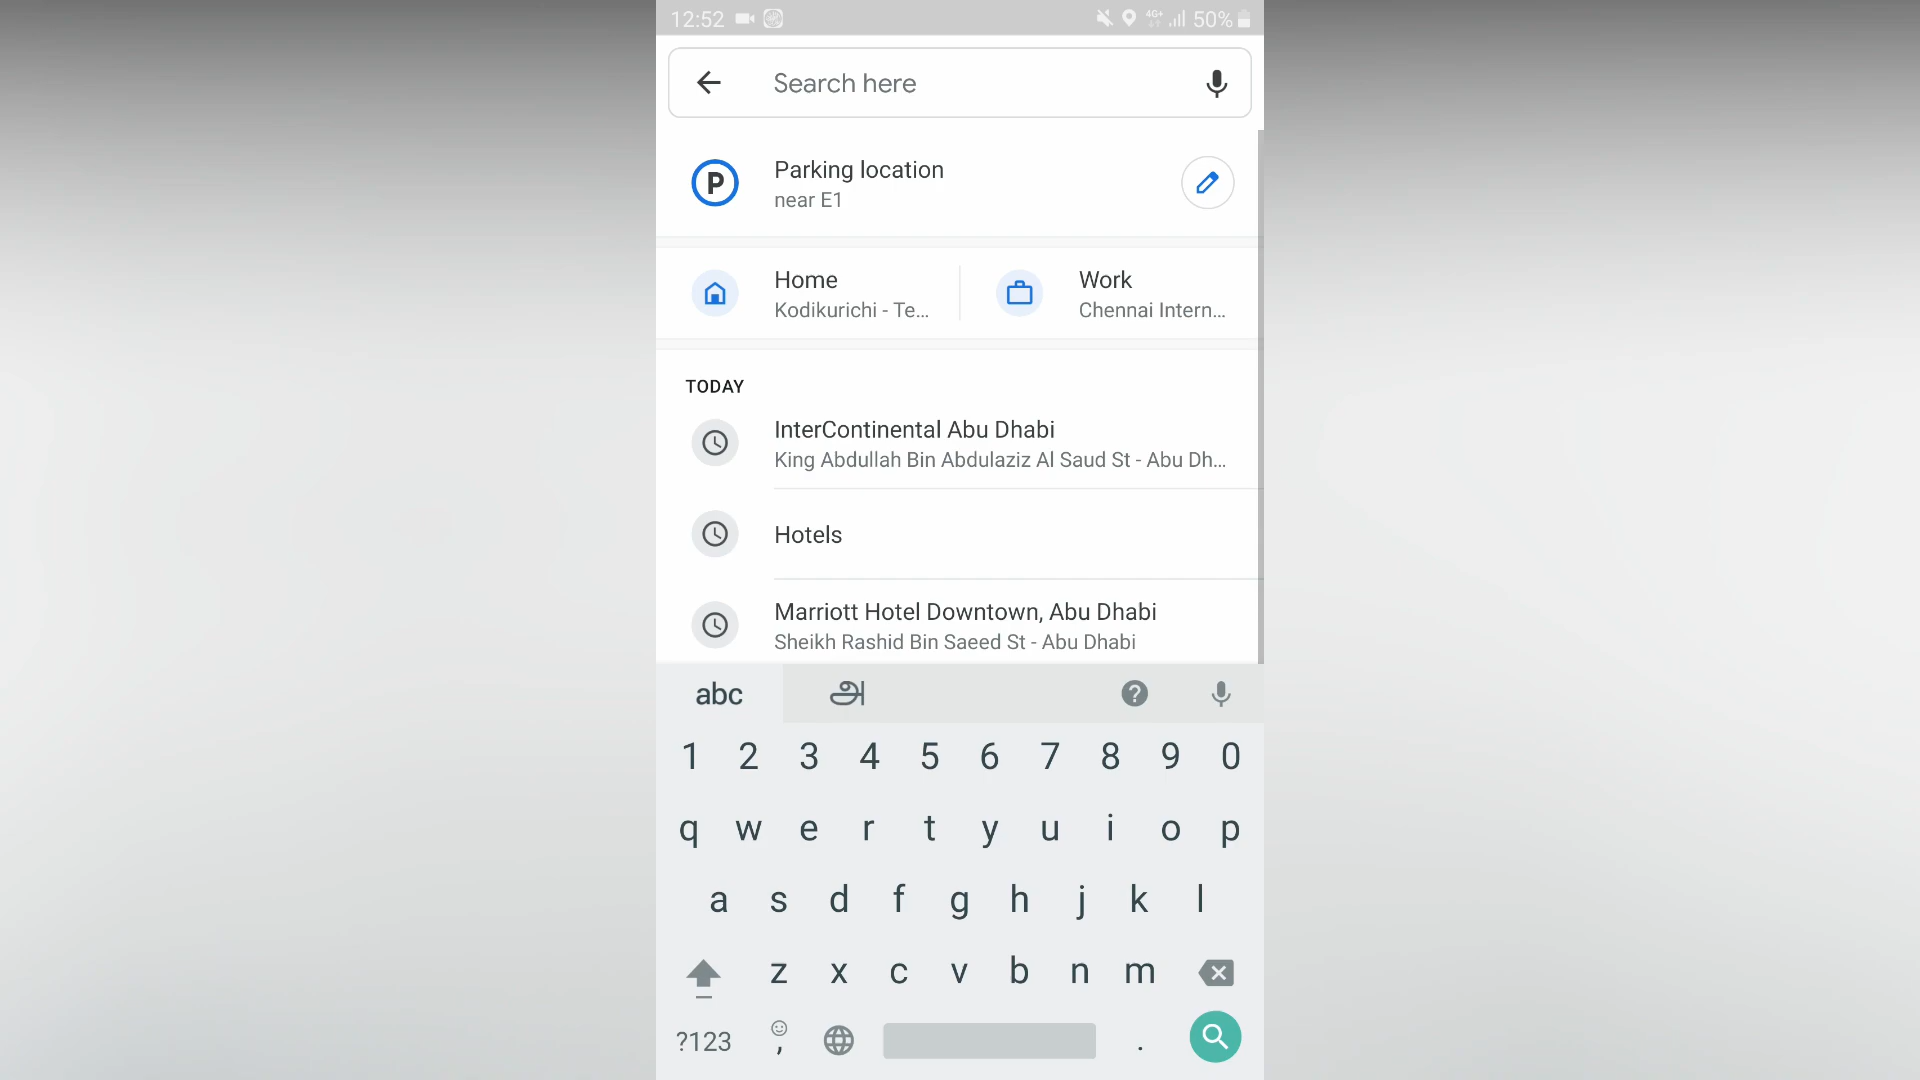 12:52 4G+ 50%
Search here
P Parking location
near E1
Home Work
Kodikurichi - Te... Chennai Intern...
TODAY
InterContinental Abu Dhabi
King Abdullah Bin Abdulaziz Al Saud St - Abu Dh...
Hotels
Marriott Hotel Downtown, Abu Dhabi
Sheikh Rashid Bin Saeed St - Abu Dhabi
abc அ ?
1 2 3 4 5 6 7 8 9 0
q w e r t y u i o p
a s d f g h j k l
z x c v b n m
?123 , .